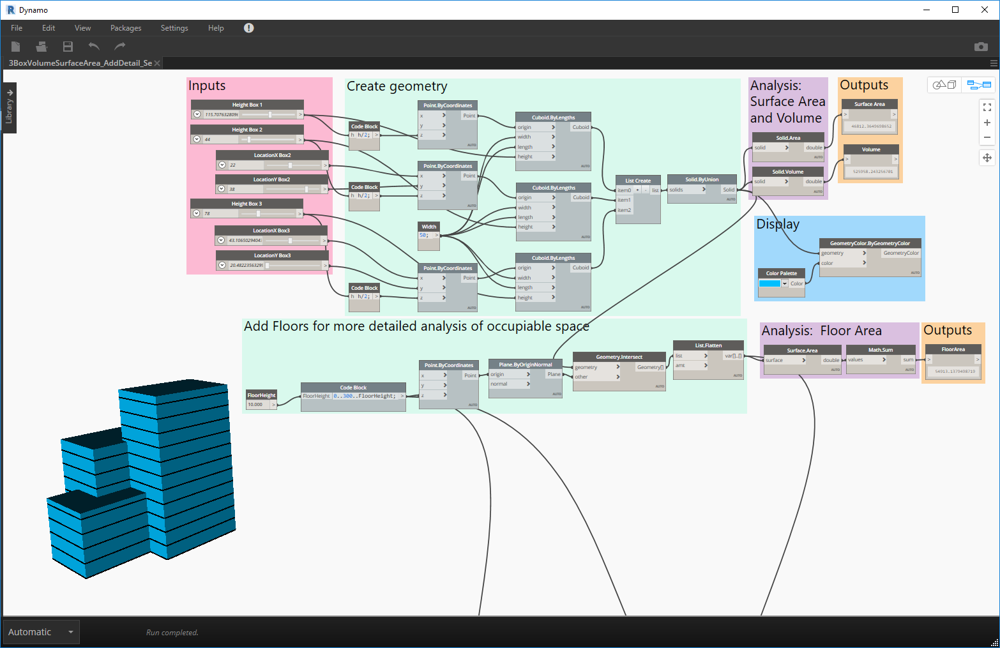 Dynamo
File Edit View Packages Settings Help
3BoxVolumeSurfaceArea_AddDetail_Se
Library
Inputs
Height Box 1
115.7076328096
>
Height Box 2
44
>
LocationX Box2
22
>
LocationY Box2
38
>
Height Box 3
78
>
LocationX Box3
>
LocationY Box3
20.48223563295
>
Create geometry
Code Block
h h/2; >
Code Block
h h/2; >
Code Block
h h/2; >
Point.ByCoordinates
x > Point
y >
z >
AUTO
Point.ByCoordinates
x > Point
y >
z >
AUTO
Width
50; >
Point.ByCoordinates
x > Point
y >
z >
AUTO
Cuboid.ByLengths
origin > Cuboid
width >
length >
height >
AUTO
Cuboid.ByLengths
origin > Cuboid
width >
length >
height >
AUTO
Cuboid.ByLengths
origin > Cuboid
width >
length >
height >
AUTO
List Create
item0 + - list
item1
item2
Solid.ByUnion
solids > Solid
AUTO
Analysis:
Surface Area
and Volume
Solid.Area
solid > double
AUTO
Solid.Volume
solid > double
AUTO
Outputs
Surface Area
> >
46812.3649698652
Volume
> >
525958.243256701
Display
GeometryColor.ByGeometryColor
geometry > GeometryColor
color >
AUTO
Color Palette
Color
Add Floors for more detailed analysis of occupiable space
FloorHeight
10.000 >
Code Block
FloorHeight 0..300..FloorHeight; >
Point.ByCoordinates
x > Point
y >
z >
AUTO
Plane.ByOriginNormal
origin > Plane
normal >
AUTO
Geometry.Intersect
geometry > Geometry[]
other >
AUTO
List.Flatten
list > var[]..[]
amt >
AUTO
Analysis: Floor Area
Surface.Area
surface > double
AUTO
Math.Sum
values > sum
AUTO
Outputs
FloorArea
> >
54913.1379498719
Automatic
Run completed.